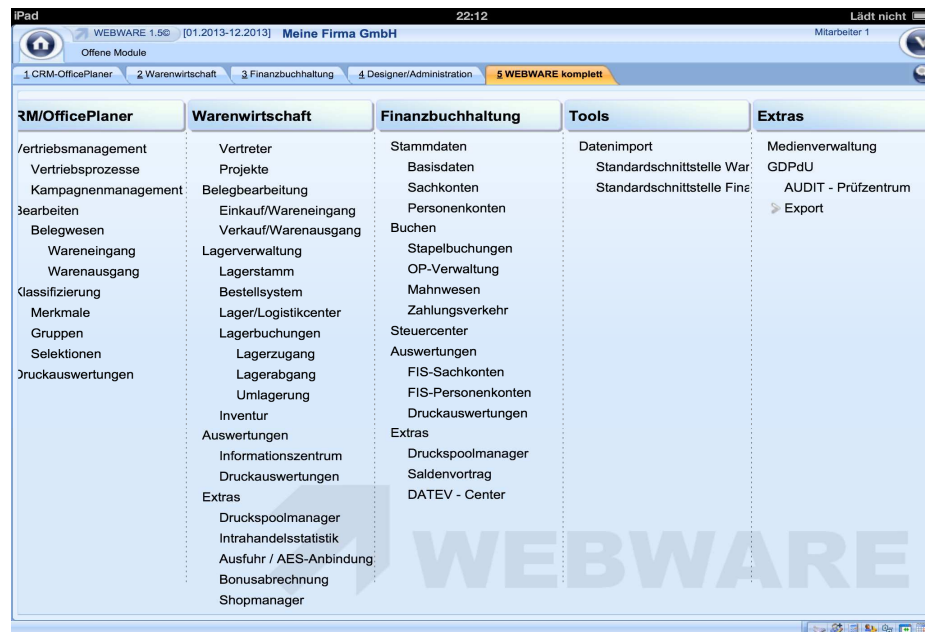 iPad 22:12 Lädt nicht
WEBWARE 1.5© [01.2013-12.2013] Meine Firma GmbH Mitarbeiter 1
Offene Module
1 CRM-OfficePlaner 2 Warenwirtschaft 3 Finanzbuchhaltung 4 Designer/Administration 5 WEBWARE komplett
RM/OfficePlaner
Vertriebsmanagement
Vertriebsprozesse
Kampagnenmanagement
Bearbeiten
Belegwesen
Wareneingang
Warenausgang
Klassifizierung
Merkmale
Gruppen
Selektionen
Druckauswertungen
Warenwirtschaft
Vertreter
Projekte
Belegbearbeitung
Einkauf/Wareneingang
Verkauf/Warenausgang
Lagerverwaltung
Lagerstamm
Bestellsystem
Lager/Logistikcenter
Lagerbuchungen
Lagerzugang
Lagerabgang
Umlagerung
Inventur
Auswertungen
Informationszentrum
Druckauswertungen
Extras
Druckspoolmanager
Intrahandelsstatistik
Ausfuhr / AES-Anbindung
Bonusabrechnung
Shopmanager
Finanzbuchhaltung
Stammdaten
Basisdaten
Sachkonten
Personenkonten
Buchen
Stapelbuchungen
OP-Verwaltung
Mahnwesen
Zahlungsverkehr
Steuercenter
Auswertungen
FIS-Sachkonten
FIS-Personenkonten
Druckauswertungen
Extras
Druckspoolmanager
Saldenvortrag
DATEV - Center
Tools
Datenimport
Standardschnittstelle War
Standardschnittstelle Fina
Extras
Medienverwaltung
GDPdU
AUDIT - Prüfzentrum
Export
WEBWARE